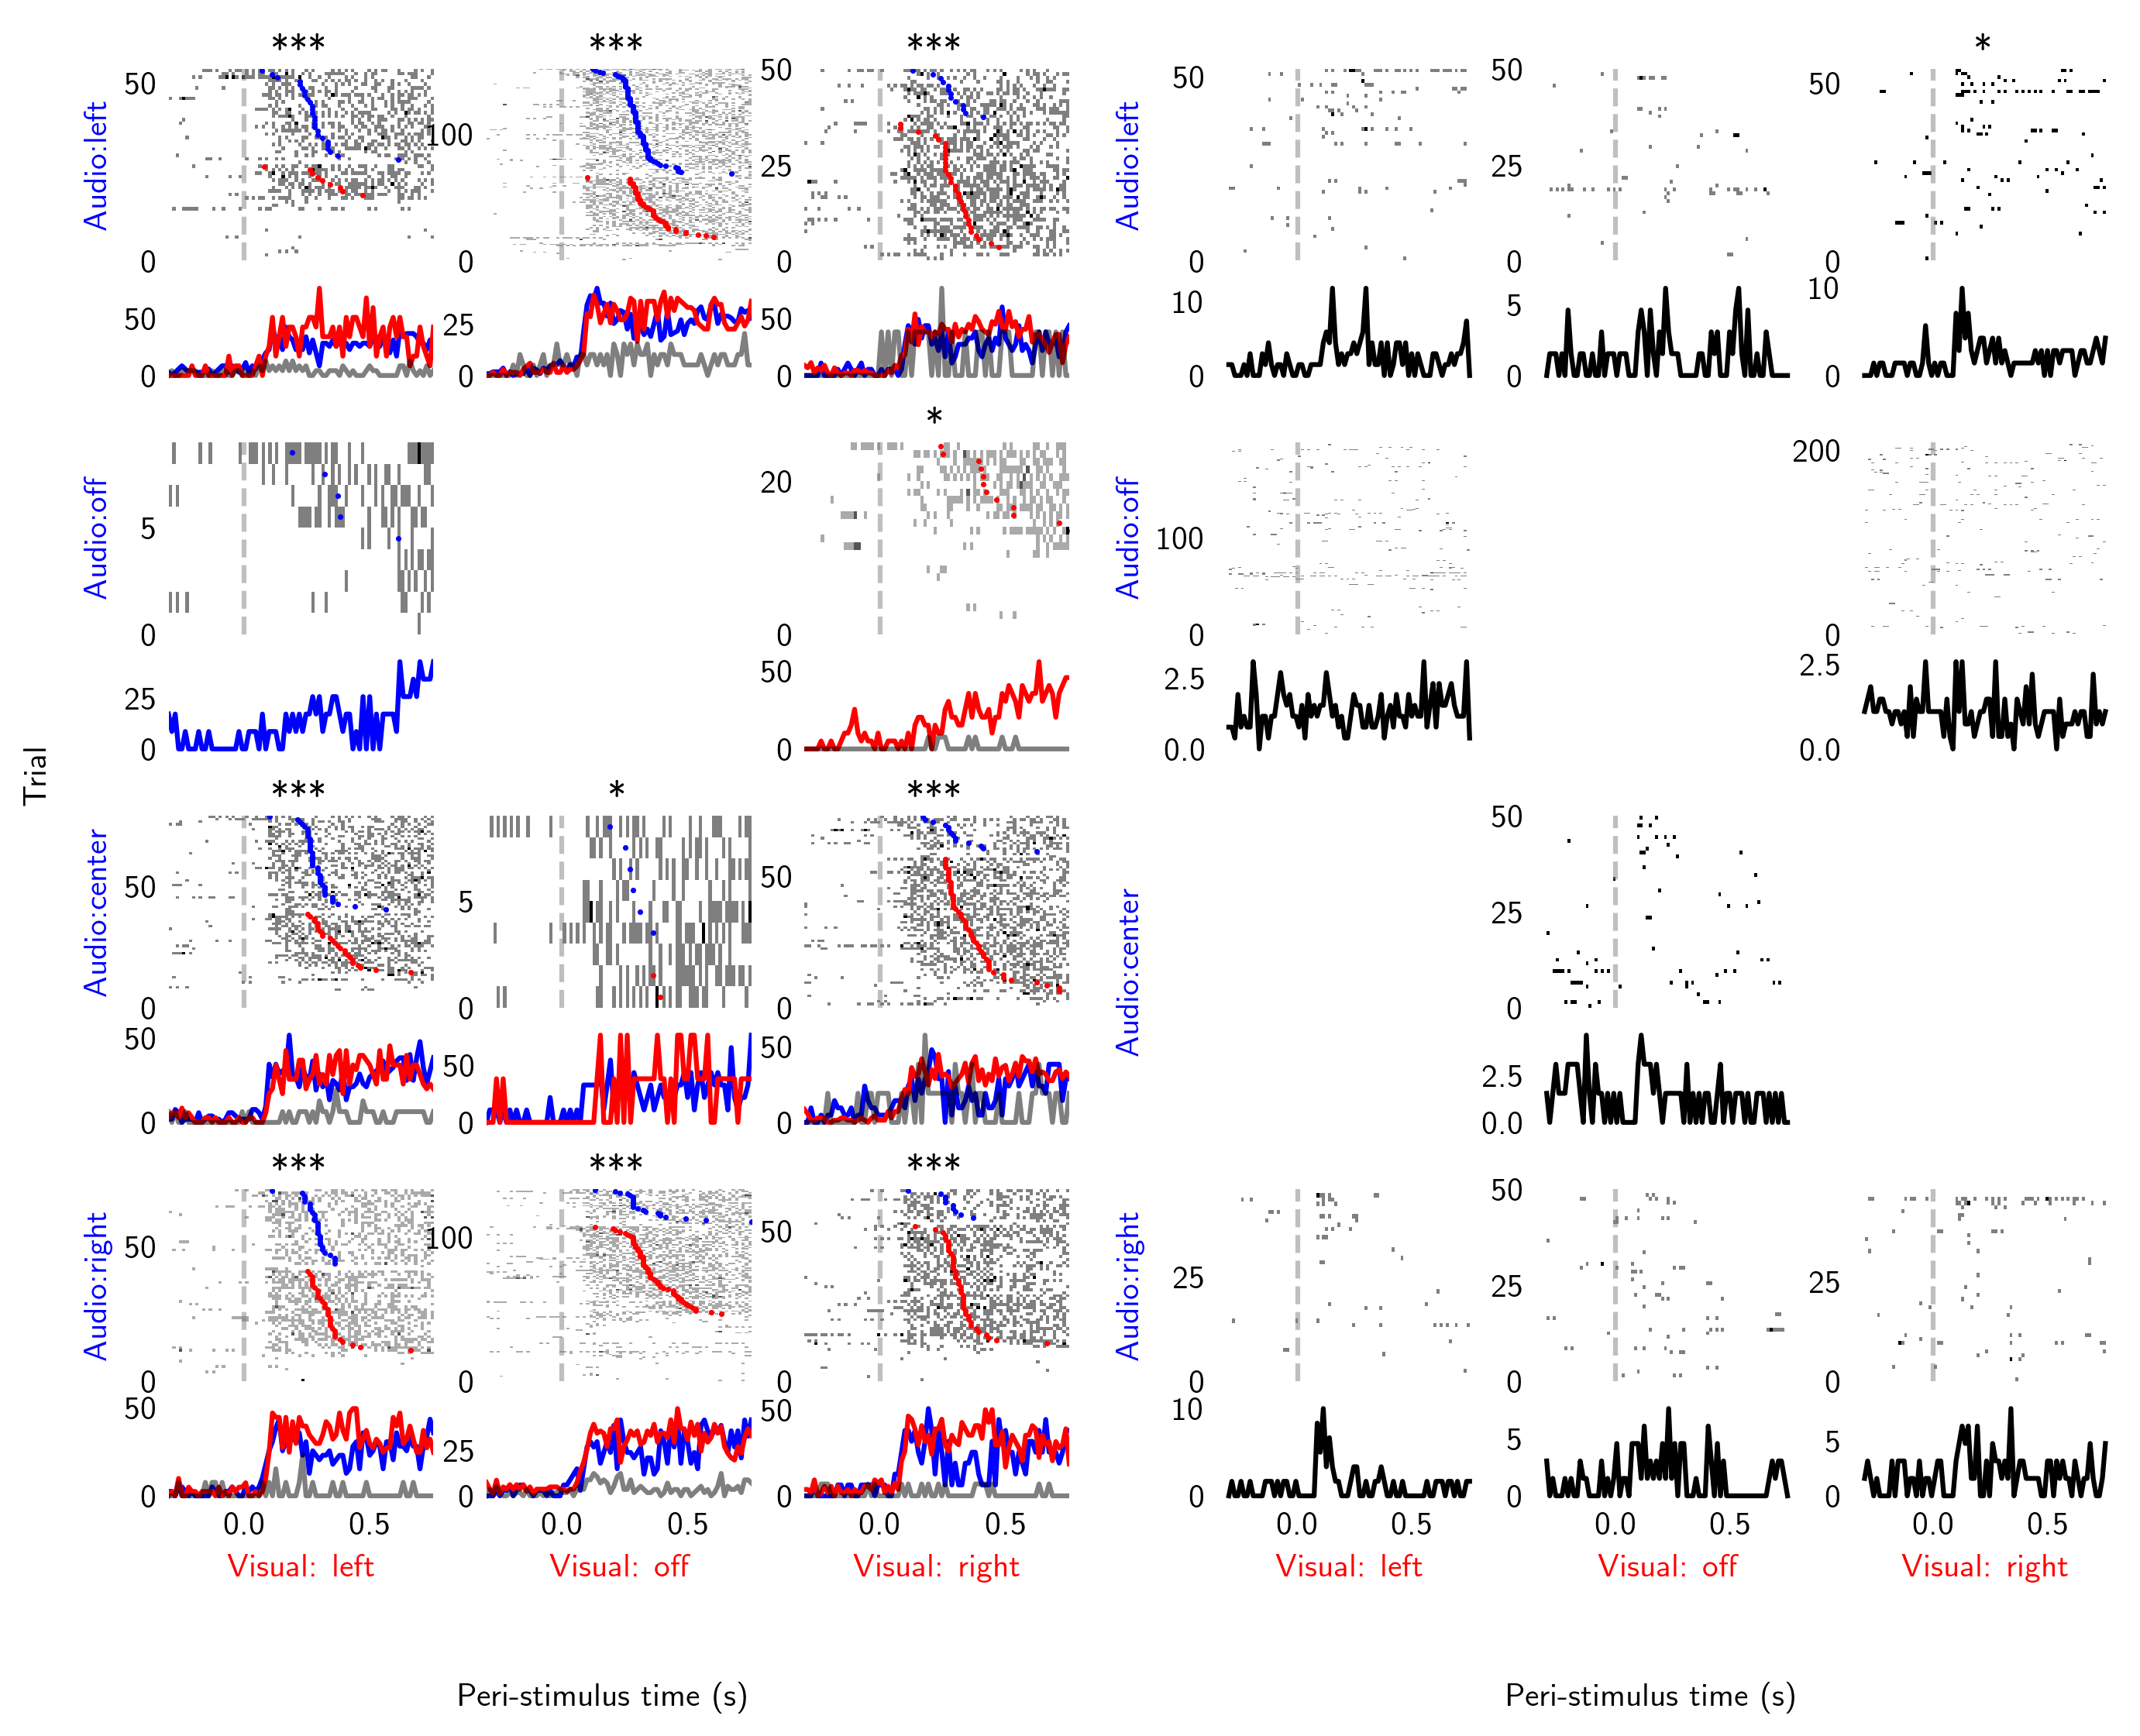 *** *** *** *
Audio:left 50 0 100 0 50 25 0 Audio:left 50 0 50 25 0 50 0
50 0 25 0 50 0 10 0 5 0 10 0
*
Audio:off 5 0 20 0 Audio:off 100 0 200 0
25 0 50 0 2.5 0.0 2.5 0.0
Trial
*** * ***
Audio:center 50 0 5 0 50 0 Audio:center 50 25 0
50 0 50 0 50 0 2.5 0.0
*** *** ***
Audio:right 50 0 100 0 50 0 Audio:right 25 0 50 25 0 25 0
50 0 25 0 50 0 10 0 5 0 5 0
0.0 0.5 0.0 0.5 0.0 0.5 0.0 0.5 0.0 0.5 0.0 0.5
Visual: left Visual: off Visual: right Visual: left Visual: off Visual: right
Peri-stimulus time (s) Peri-stimulus time (s)